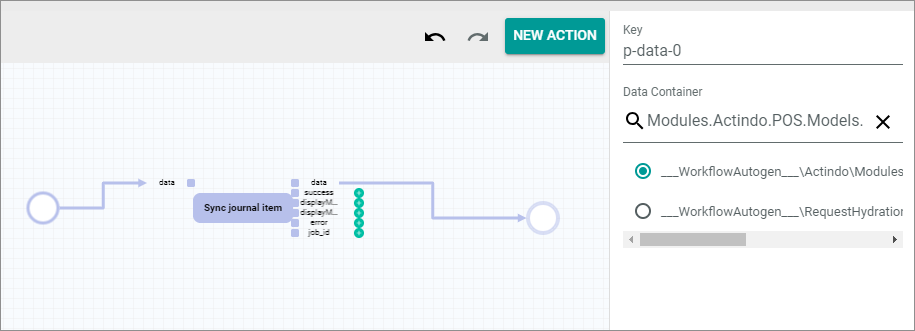 NEW ACTION
Key
p-data-0
Data Container
Modules.Actindo.POS.Models.
___WorkflowAutogen___\Actindo\Modules
___WorkflowAutogen___\RequestHydration
data
data
success
displayM...
Sync journal item
displayM...
error
job_id